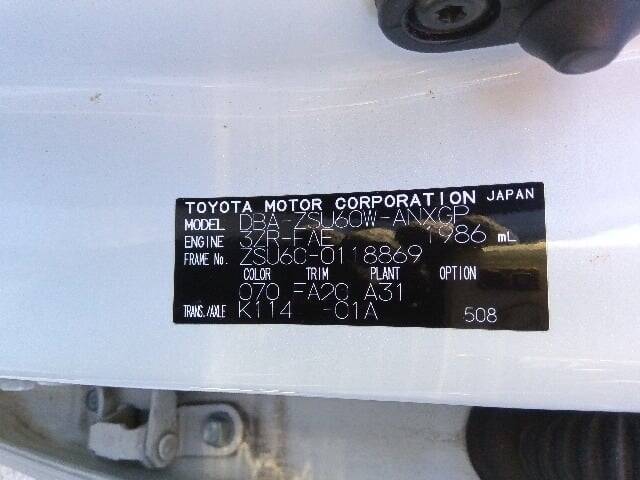 TOYOTA MOTOR CORPORATION JAPAN
MODEL DBA-ZSU60W-ANXGP
ENGINE 3ZR-FAE 1986 mL
FRAME No. ZSU60-0118869
COLOR TRIM PLANT OPTION
070 FA20 A31
TRANS./AXLE K114 -01A 508